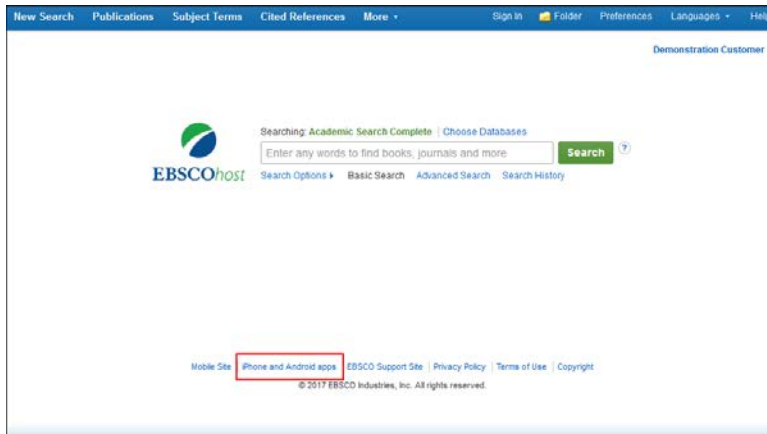 New Search Publications Subject Terms Cited References More Sign In Folder Preferences Languages Help
Demonstration Customer
Searching: Academic Search Complete Choose Databases
Enter any words to find books, journals and more Search ?
EBSCOhost
Search Options Basic Search Advanced Search Search History
Mobile Site iPhone and Android apps EBSCO Support Site Privacy Policy Terms of Use Copyright
© 2017 EBSCO Industries, Inc. All rights reserved.